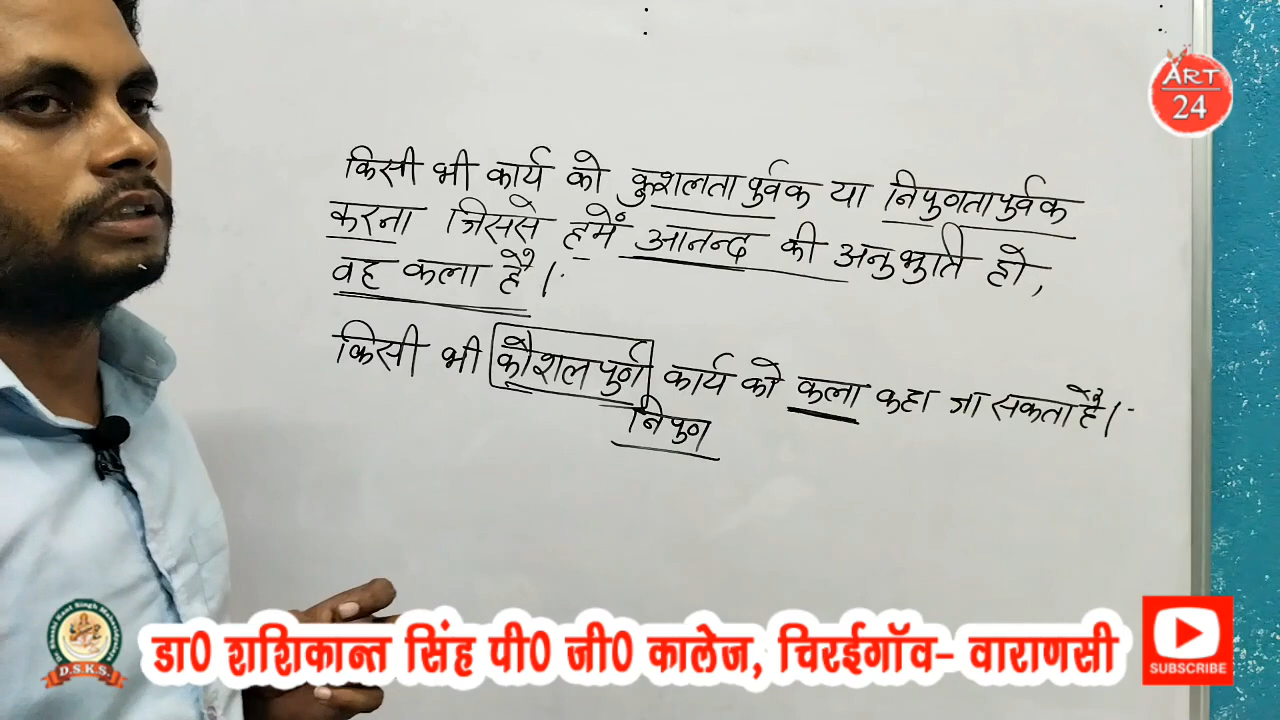 ART
24
किसी भी कार्य को कुशलता पुर्वक या निपुणतापुर्वक
करना जिससे हमें आनन्द की अनुभुति हो,
वह कला है।
किसी भी कौशलपुर्ण कार्य को कला कहा जा सकता है।
निपुण
डा0 शशिकान्त सिंह पी0 जी0 कालेज, चिरईगॉव- वाराणसी
D.S.K.S.
SUBSCRIBE